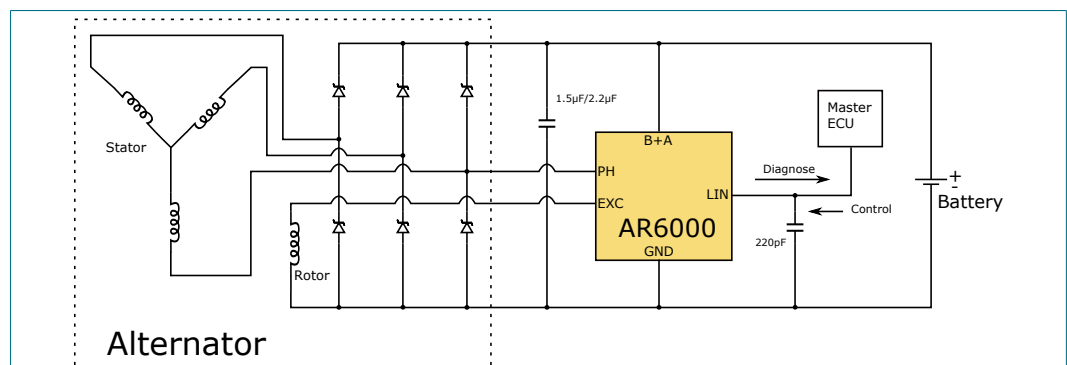 Stator
Rotor
Alternator
1.5µF/2.2µF
B+A
PH
EXC
LIN
AR6000
GND
Diagnose
Control
220pF
Master
ECU
+
-
Battery